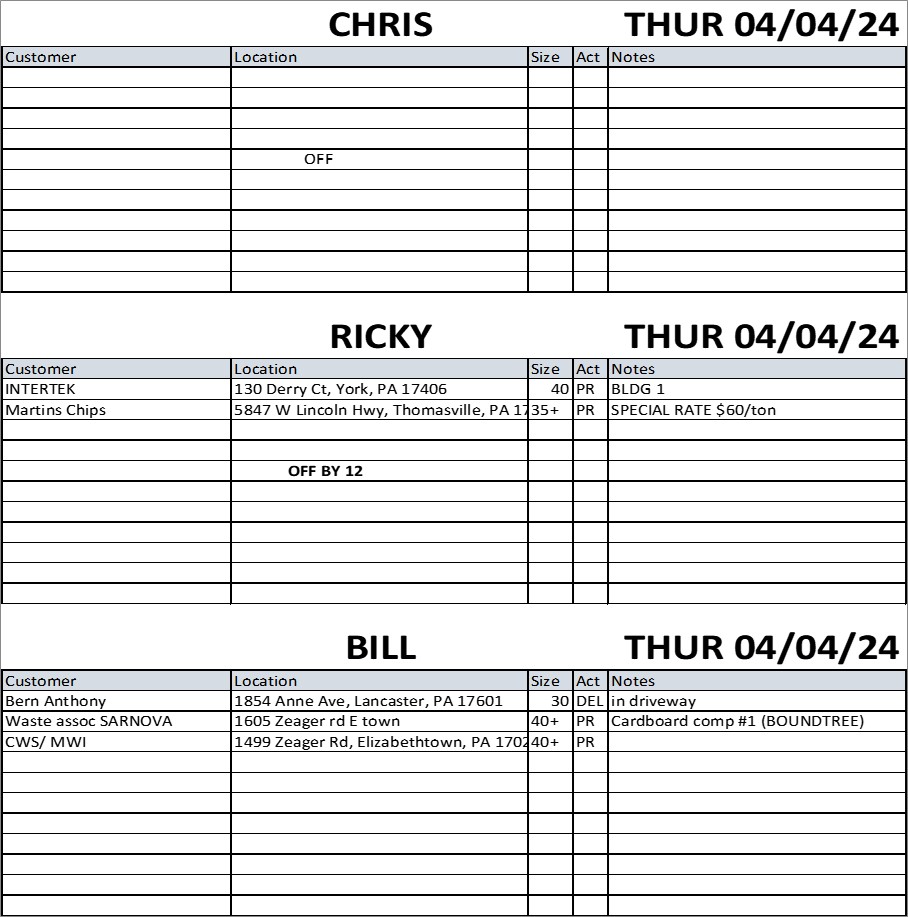 CHRIS THUR 04/04/24
Customer Location Size Act Notes
OFF
RICKY THUR 04/04/24
Customer Location Size Act Notes
INTERTEK 130 Derry Ct, York, PA 17406 40 PR BLDG 1
Martins Chips 5847 W Lincoln Hwy, Thomasville, PA 17 35+ PR SPECIAL RATE $60/ton
OFF BY 12
BILL THUR 04/04/24
Customer Location Size Act Notes
Bern Anthony 1854 Anne Ave, Lancaster, PA 17601 30 DEL in driveway
Waste assoc SARNOVA 1605 Zeager rd E town 40+ PR Cardboard comp #1 (BOUNDTREE)
CWS/ MWI 1499 Zeager Rd, Elizabethtown, PA 1702 40+ PR